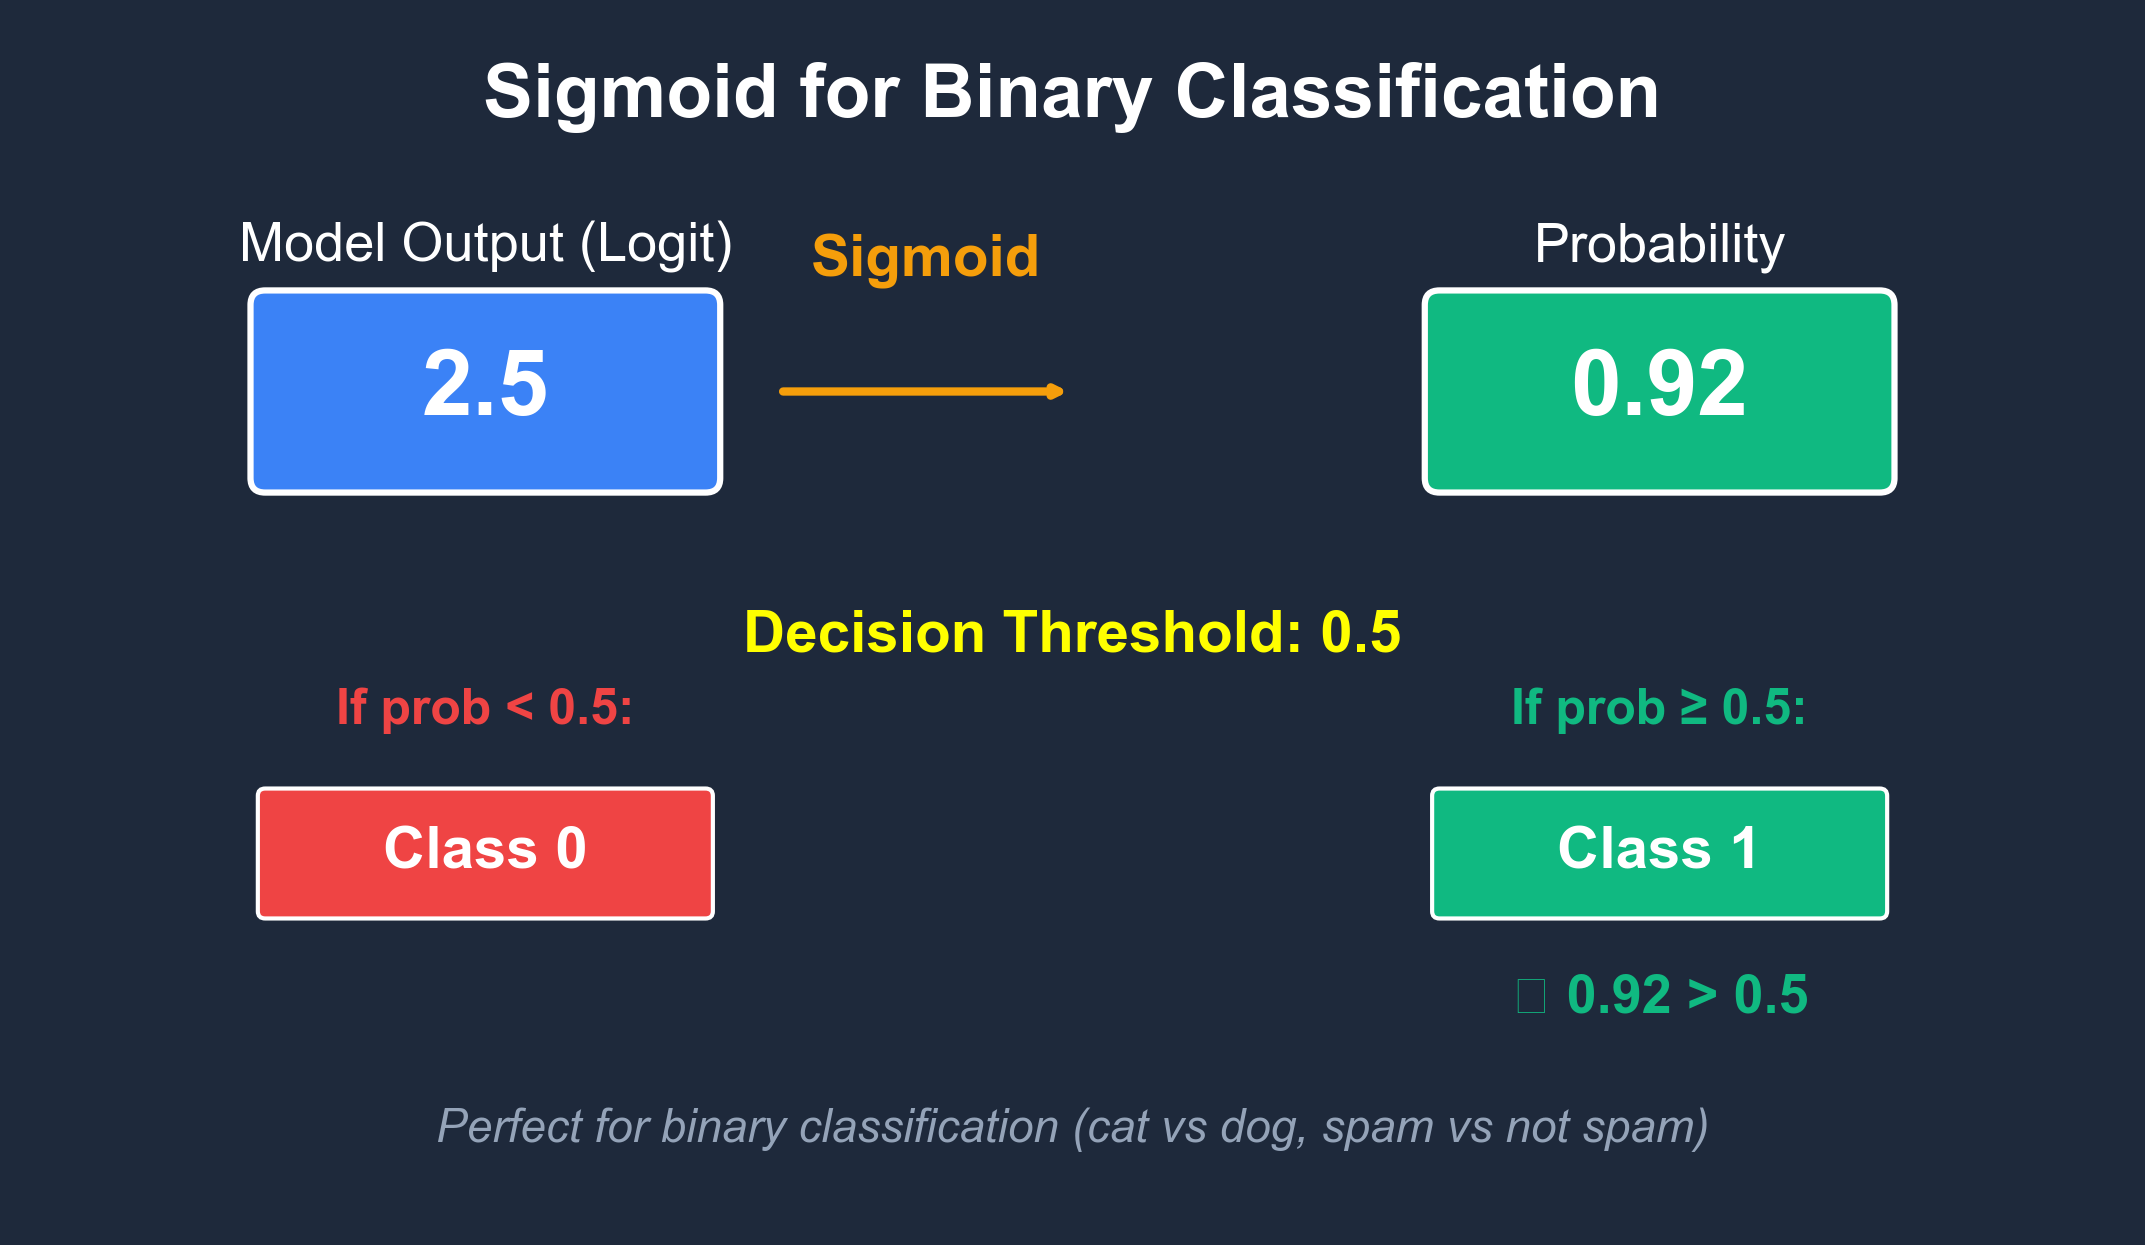 Sigmoid for Binary Classification
Model Output (Logit)
Sigmoid
Probability
2.5
0.92
Decision Threshold: 0.5
If prob < 0.5:
If prob ≥ 0.5:
Class 0
Class 1
0.92 > 0.5
Perfect for binary classification (cat vs dog, spam vs not spam)